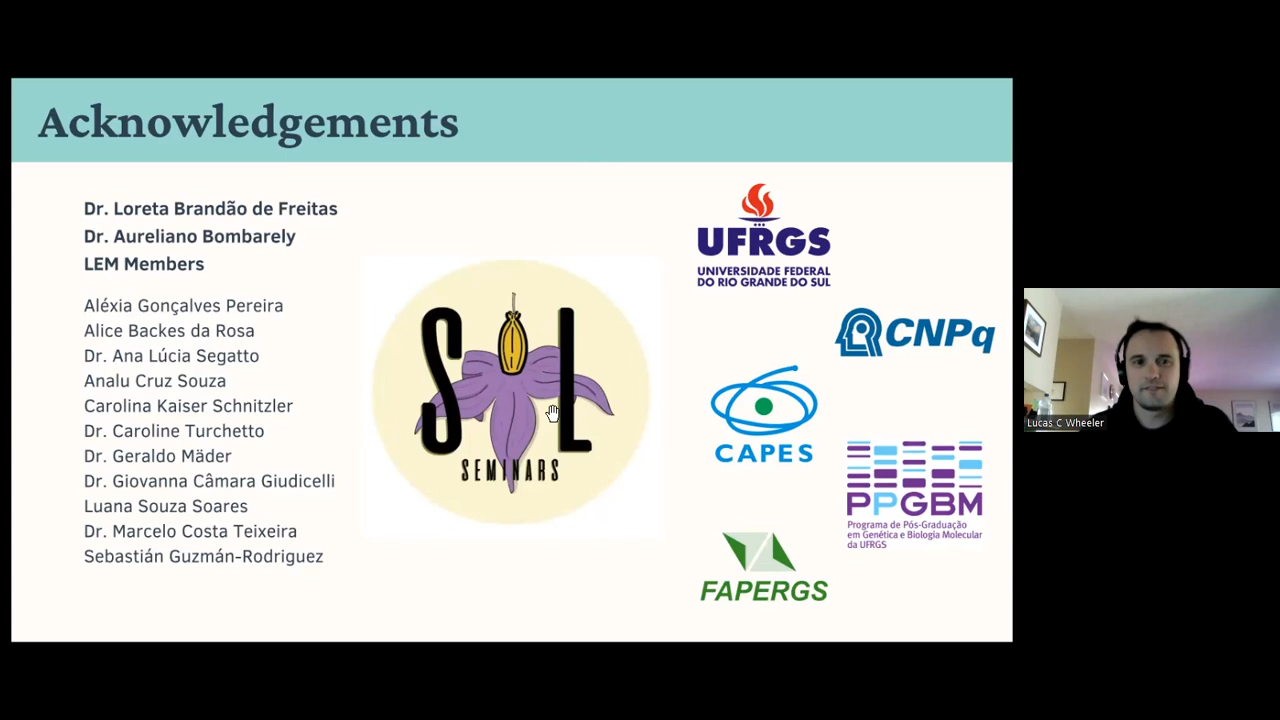 Acknowledgements
Dr. Loreta Brandão de Freitas
Dr. Aureliano Bombarely
LEM Members
Aléxia Gonçalves Pereira
Alice Backes da Rosa
Dr. Ana Lúcia Segatto
Analu Cruz Souza
Carolina Kaiser Schnitzler
Dr. Caroline Turchetto
Dr. Geraldo Mäder
Dr. Giovanna Câmara Giudicelli
Luana Souza Soares
Dr. Marcelo Costa Teixeira
Sebastián Guzmán-Rodriguez
SOL
SEMINARS
UFRGS
UNIVERSIDADE FEDERAL
DO RIO GRANDE DO SUL
CNPq
CAPES
PPGBM
Programa de Pós-Graduação
em Genética e Biologia Molecular
da UFRGS
FAPERGS
Lucas C Wheeler